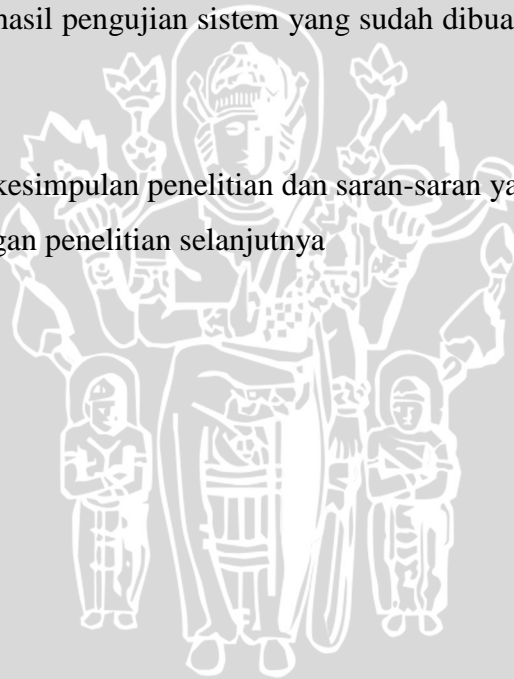 hasil pengujian sistem yang sudah dibua
kesimpulan penelitian dan saran-saran ya
gan penelitian selanjutnya